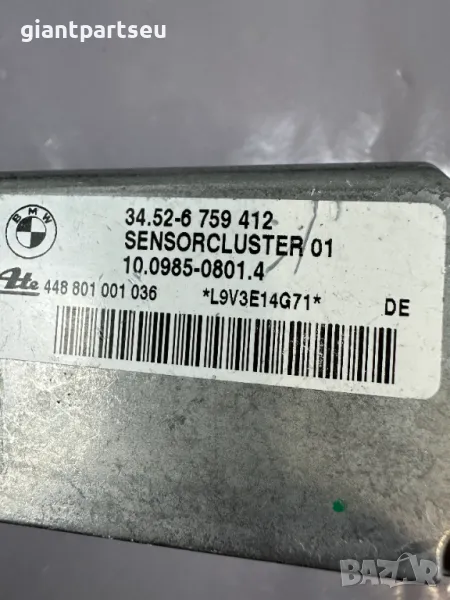 giantpartseu
BMW
34.52-6 759 412
SENSORCLUSTER 01
10.0985-0801.4
Ate 448 801 001 036 *L9V3E14G71* DE
BAZAR